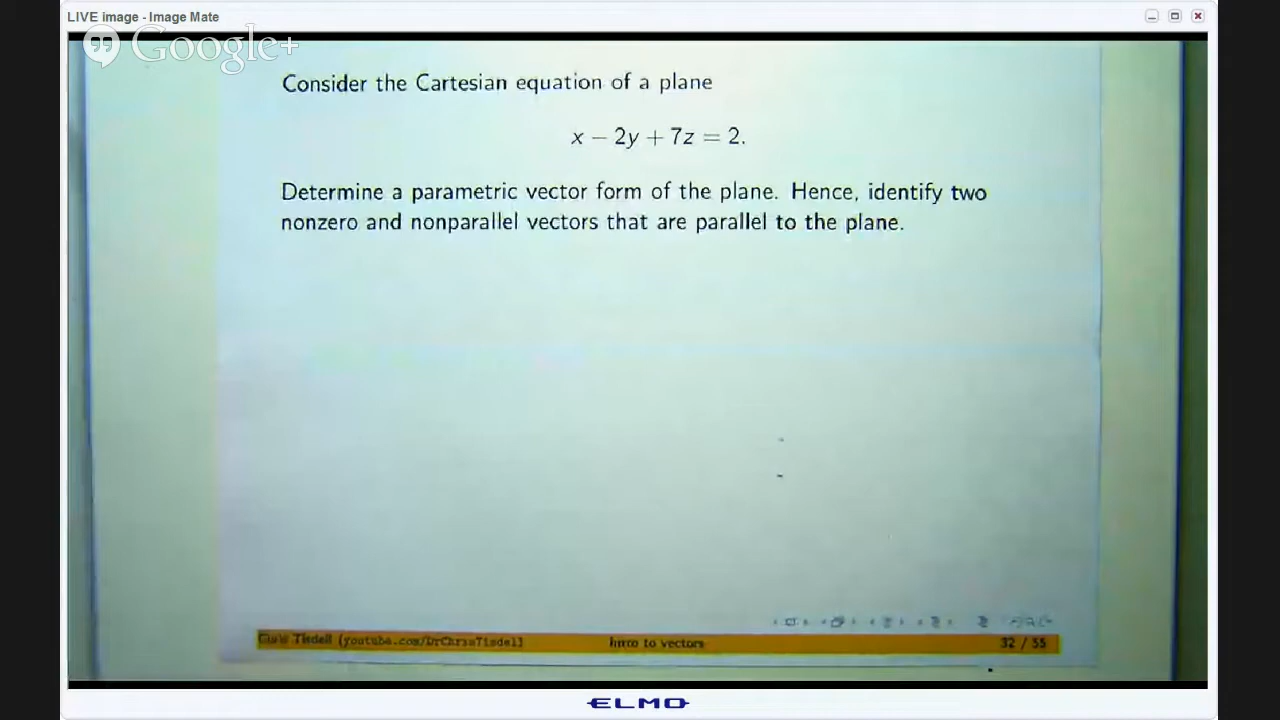 LIVE image - Image Mate
Google+
Consider the Cartesian equation of a plane
x − 2y + 7z = 2.
Determine a parametric vector form of the plane. Hence, identify two
nonzero and nonparallel vectors that are parallel to the plane.
Chris Tisdell (youtube.com/DrChrisTisdell)
Intro to vectors
32 / 55
ELMO